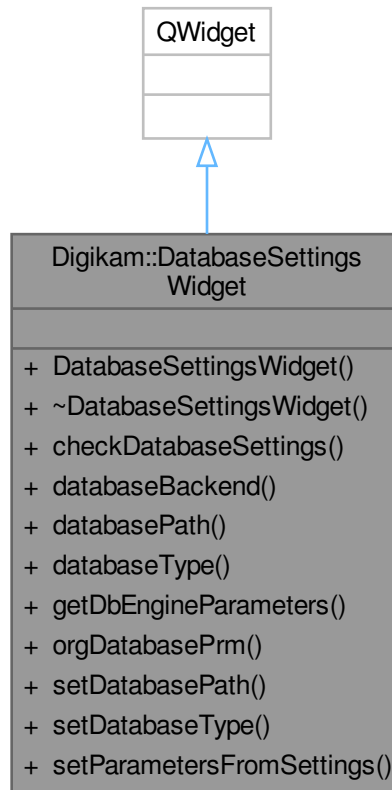 QWidget
Digikam::DatabaseSettings
Widget
+ DatabaseSettingsWidget()
+ ~DatabaseSettingsWidget()
+ checkDatabaseSettings()
+ databaseBackend()
+ databasePath()
+ databaseType()
+ getDbEngineParameters()
+ orgDatabasePrm()
+ setDatabasePath()
+ setDatabaseType()
+ setParametersFromSettings()